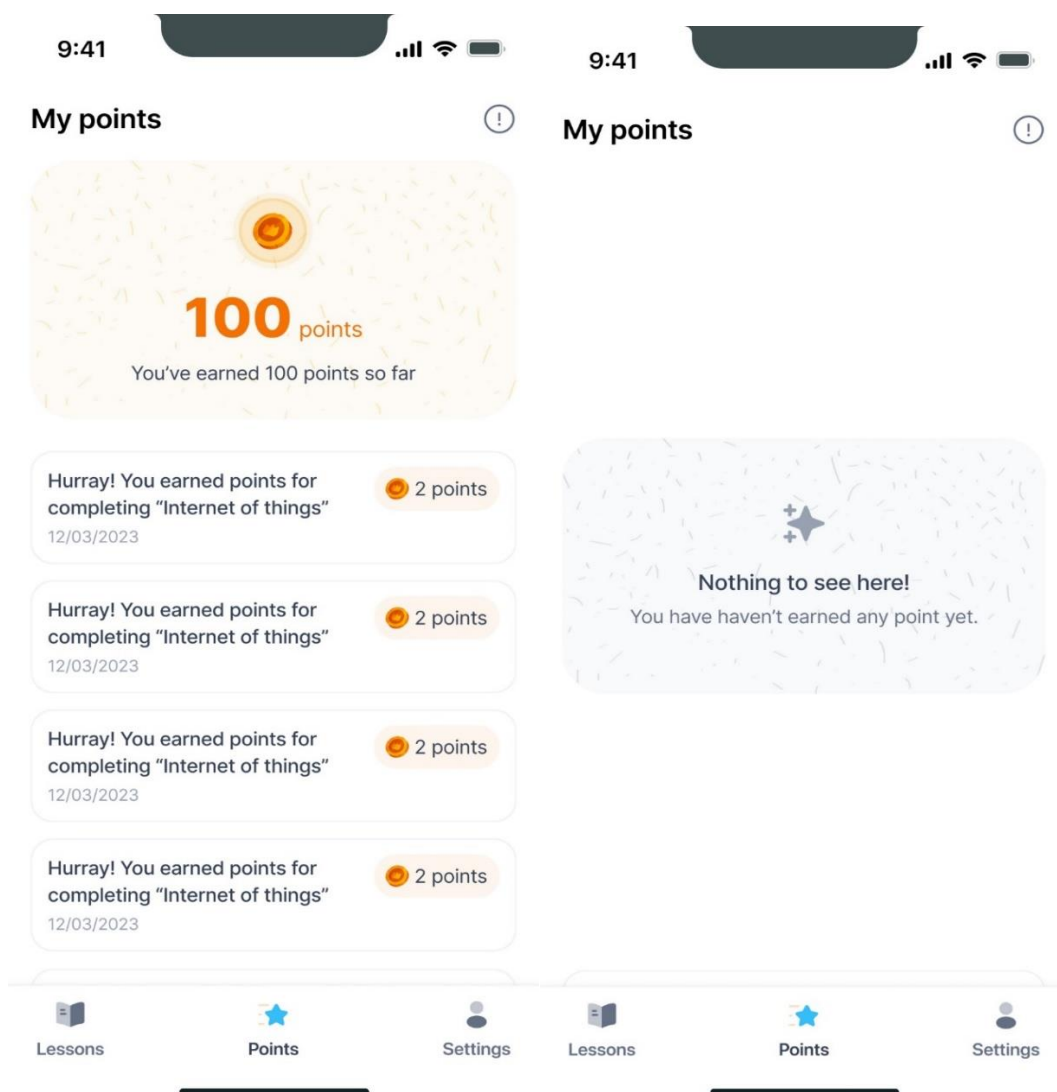 9:41
My points
100 points
You’ve earned 100 points so far
Hurray! You earned points for
completing “Internet of things”
12/03/2023
2 points
Hurray! You earned points for
completing “Internet of things”
12/03/2023
2 points
Hurray! You earned points for
completing “Internet of things”
12/03/2023
2 points
Hurray! You earned points for
completing “Internet of things”
12/03/2023
2 points
Lessons
Points
Settings
9:41
My points
Nothing to see here!
You have haven’t earned any point yet.
Lessons
Points
Settings